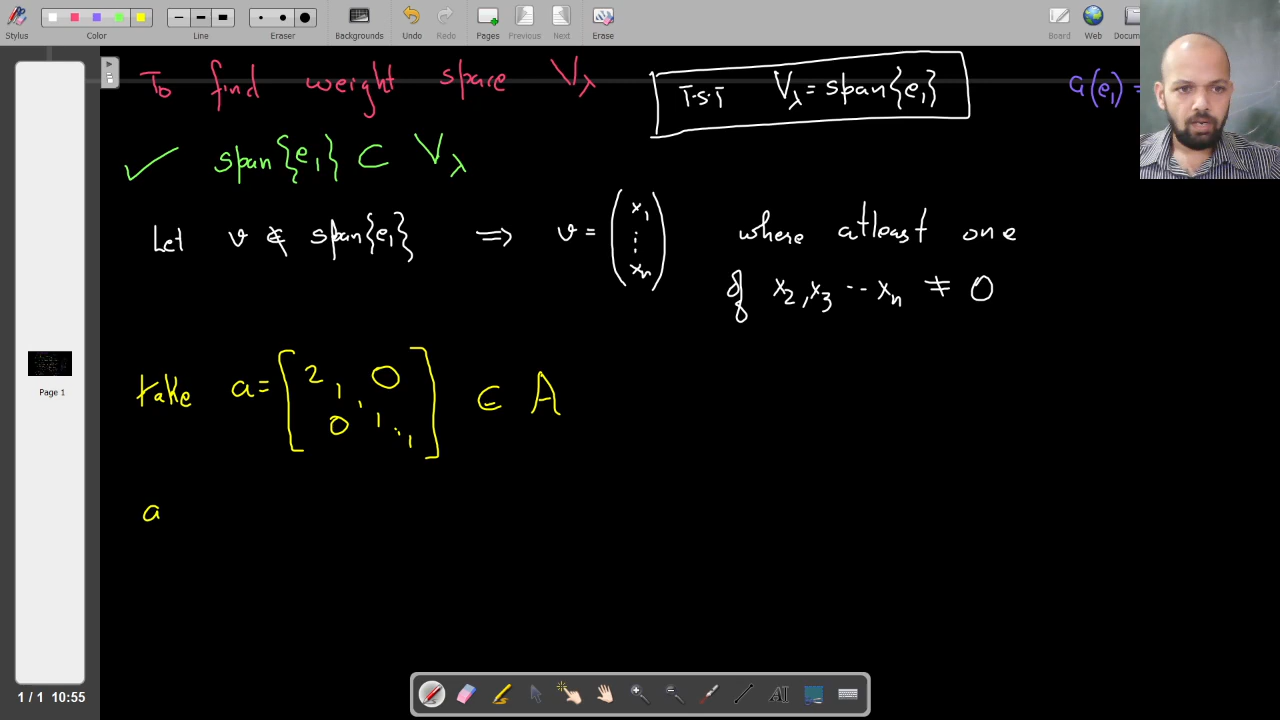 Stylus Color Line Eraser Backgrounds Undo Redo Pages Previous Next Erase Board Web
To find weight space Vλ
T.S.T Vλ = span{e₁}
a(e₁) =
✓ span{e₁} ⊂ Vλ
Let v ∉ span{e₁} ⟹ v = (x₁ ⋮ xₙ) where atleast one
of x₂, x₃ ⋯ xₙ ≠ 0
take a = [2, 1, 0 0 1 ⋱ 1] ∈ A
a
Page 1
1 / 1 10:55